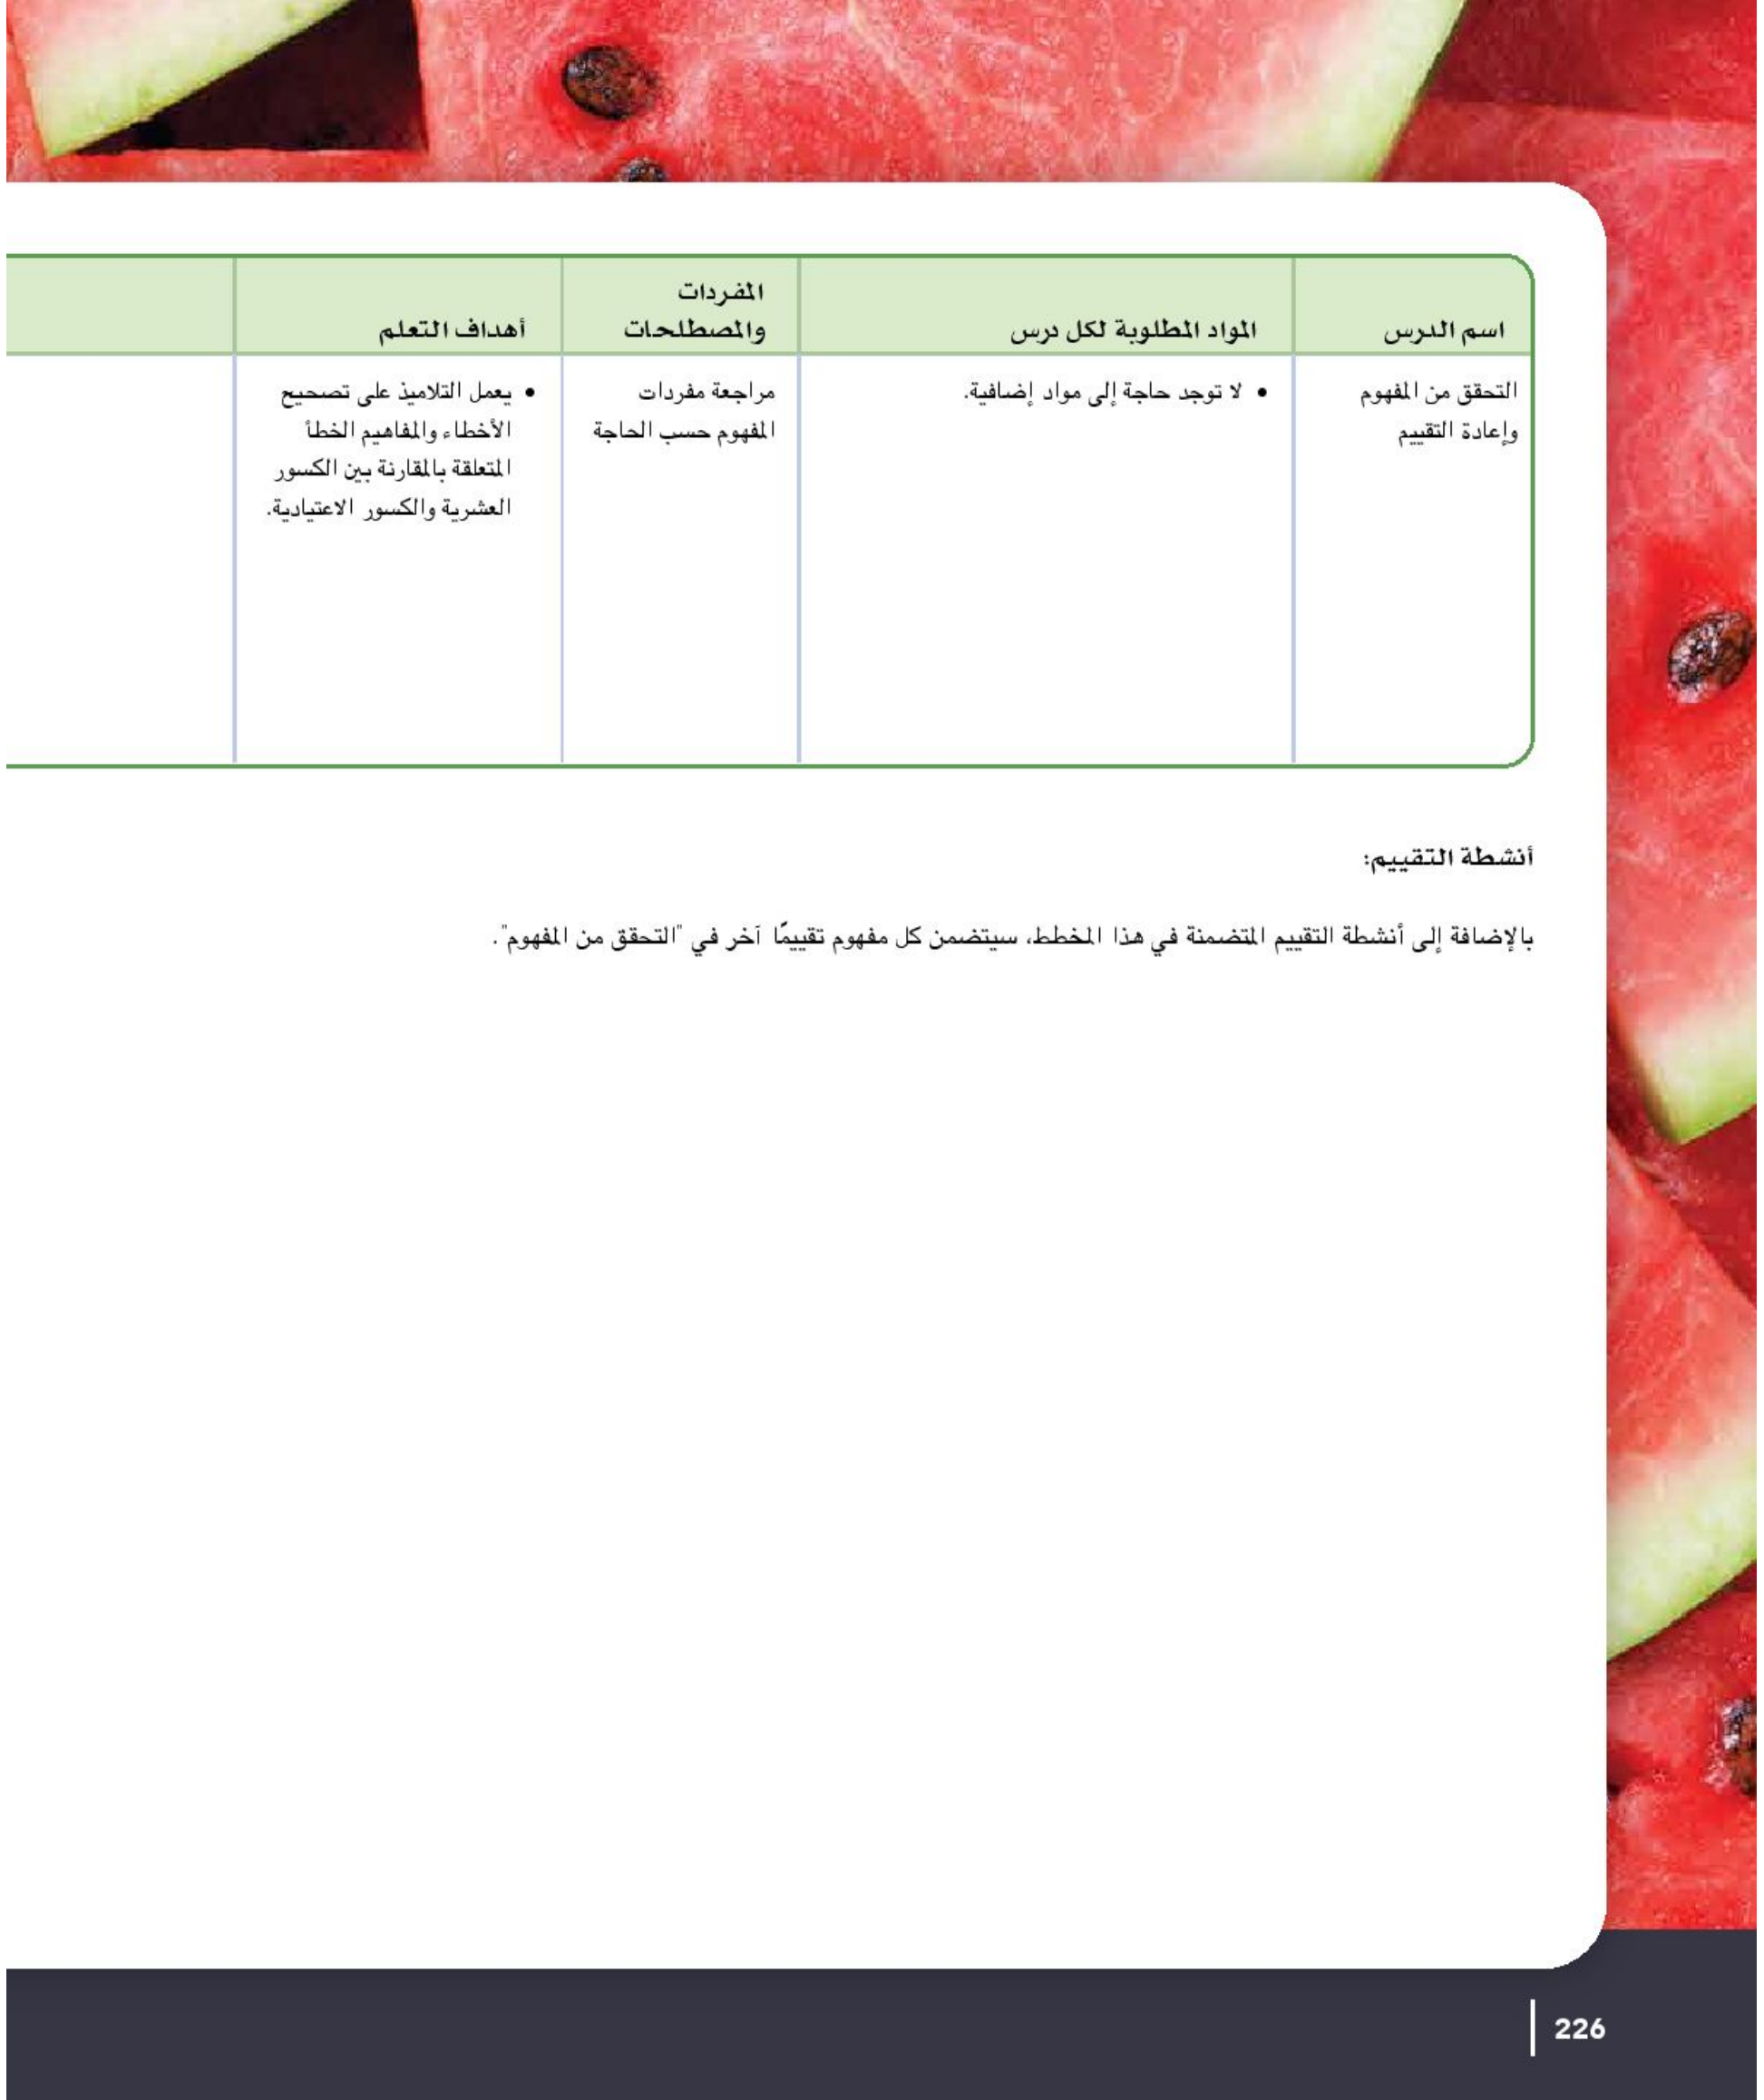 اسم الدرس
المواد المطلوبة لكل درس
المفردات
والمصطلحات
أهداف التعلم
التحقق من المفهوم
وإعادة التقييم
• لا توجد حاجة إلى مواد إضافية.
مراجعة مفردات
المفهوم حسب الحاجة
• يعمل التلاميذ على تصحيح
الأخطاء والمفاهيم الخطأ
المتعلقة بالمقارنة بين الكسور
العشرية والكسور الاعتيادية.
أنشطة التقييم:
بالإضافة إلى أنشطة التقييم المتضمنة في هذا المخطط، سيتضمن كل مفهوم تقييمًا آخر في "التحقق من المفهوم".
226